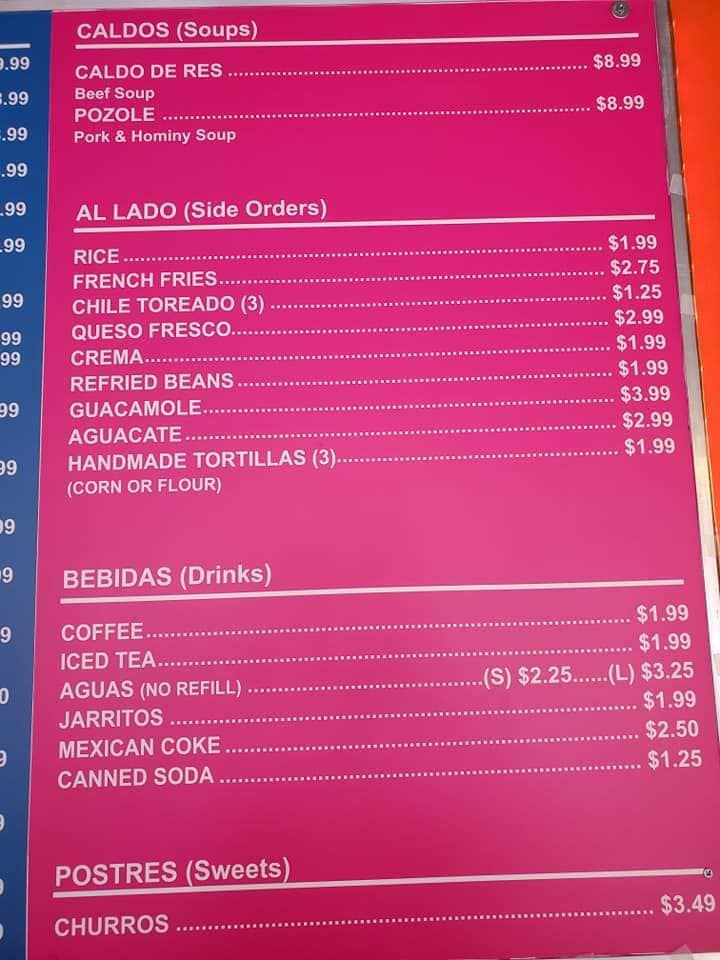 CALDOS (Soups)
CALDO DE RES ........ $8.99
Beef Soup
POZOLE ........ $8.99
Pork & Hominy Soup
AL LADO (Side Orders)
RICE ........ $1.99
FRENCH FRIES ........ $2.75
CHILE TOREADO (3) ........ $1.25
QUESO FRESCO ........ $2.99
CREMA ........ $1.99
REFRIED BEANS ........ $1.99
GUACAMOLE ........ $3.99
AGUACATE ........ $2.99
HANDMADE TORTILLAS (3) ........ $1.99
(CORN OR FLOUR)
BEBIDAS (Drinks)
COFFEE ........ $1.99
ICED TEA ........ $1.99
AGUAS (NO REFILL) ........ (S) $2.25......(L) $3.25
JARRITOS ........ $1.99
MEXICAN COKE ........ $2.50
CANNED SODA ........ $1.25
POSTRES (Sweets)
CHURROS ........ $3.49